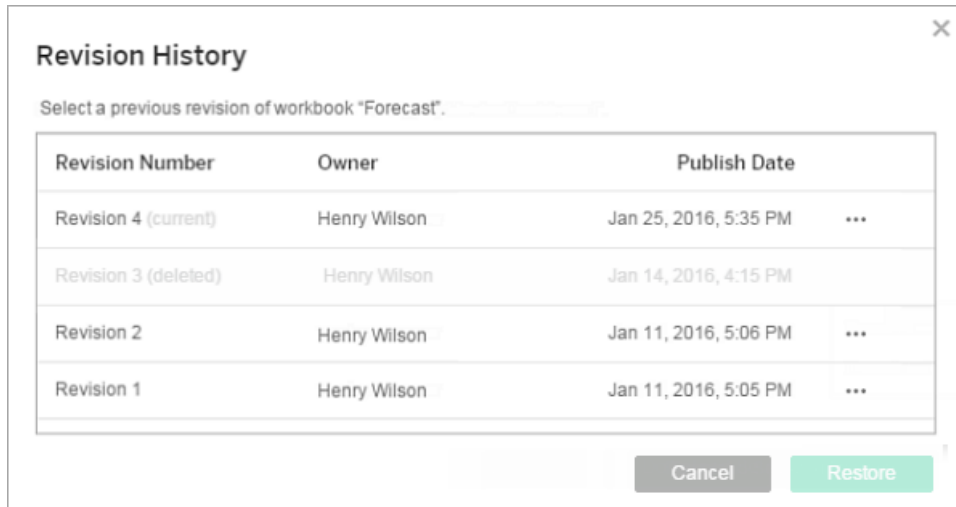 Revision History
Select a previous revision of workbook "Forecast".
Revision Number Owner Publish Date
Revision 4 (current) Henry Wilson Jan 25, 2016, 5:35 PM •••
Revision 3 (deleted) Henry Wilson Jan 14, 2016, 4:15 PM
Revision 2 Henry Wilson Jan 11, 2016, 5:06 PM •••
Revision 1 Henry Wilson Jan 11, 2016, 5:05 PM •••
Cancel Restore